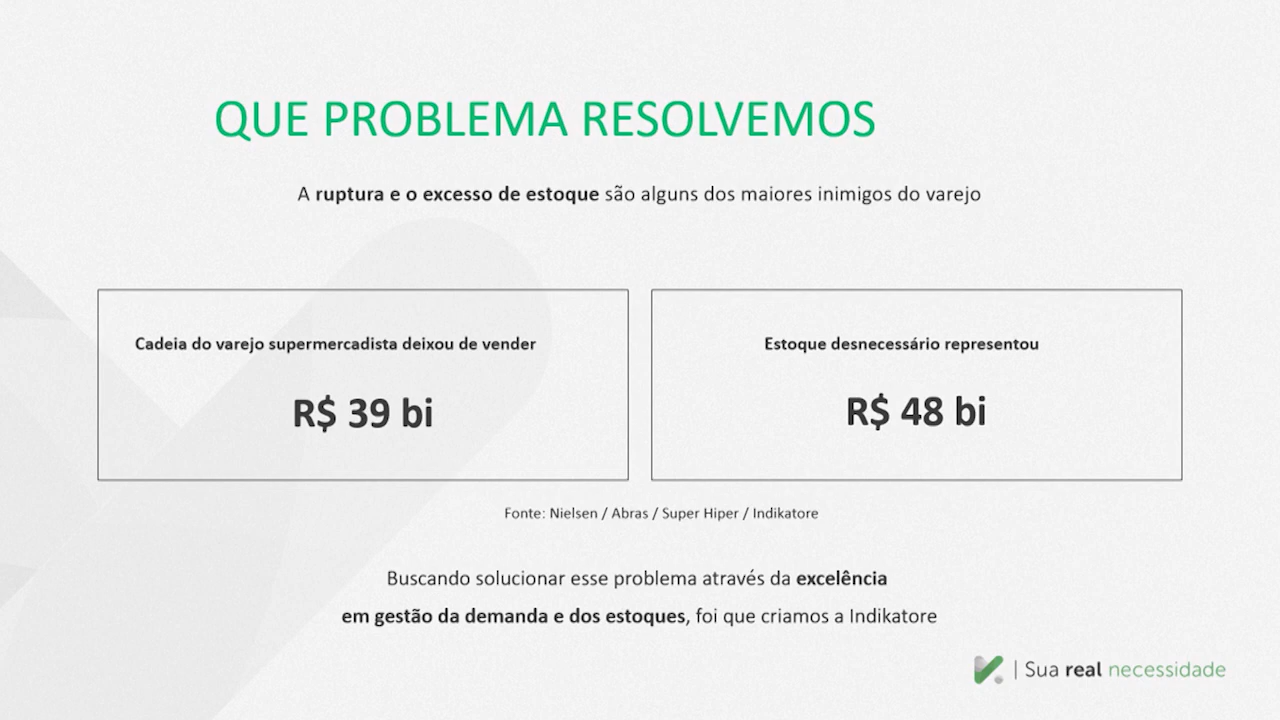 QUE PROBLEMA RESOLVEMOS
A ruptura e o excesso de estoque são alguns dos maiores inimigos do varejo
Cadeia do varejo supermercadista deixou de vender
R$ 39 bi
Estoque desnecessário representou
R$ 48 bi
Fonte: Nielsen / Abras / Super Hiper / Indikatore
Buscando solucionar esse problema através da excelência
em gestão da demanda e dos estoques, foi que criamos a Indikatore
| Sua real necessidade